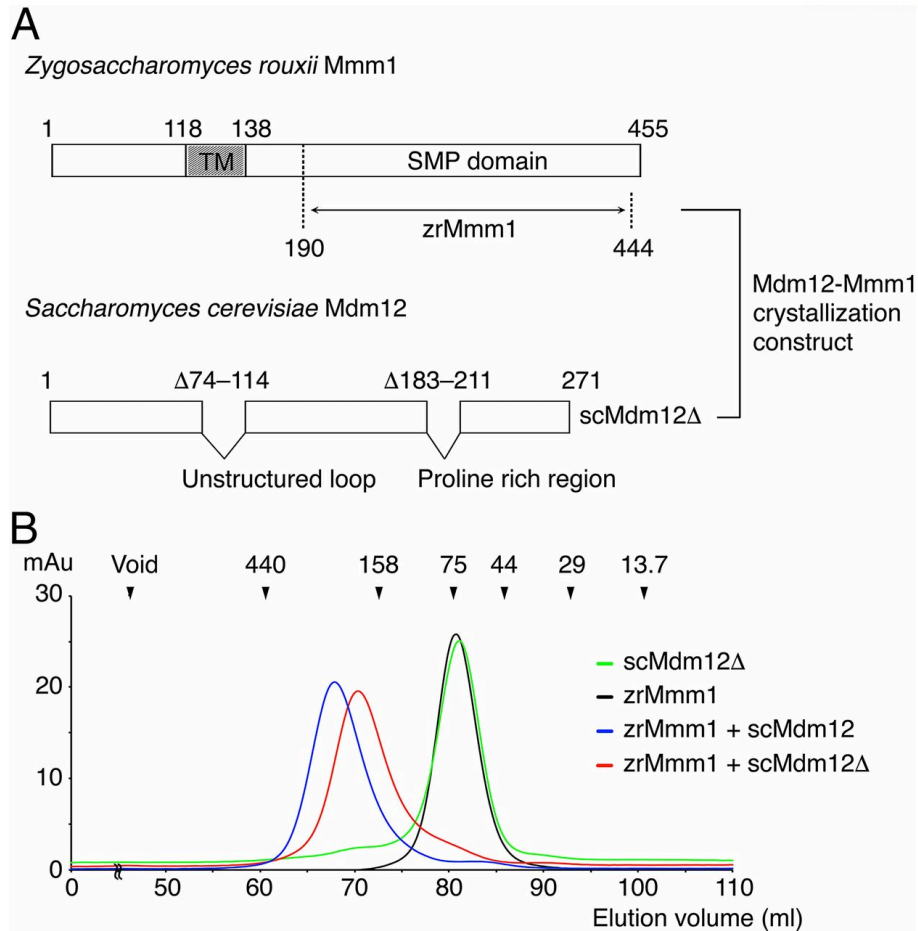 A
Zygosaccharomyces rouxii Mmm1
1 118 138 455
TM SMP domain
zrMmm1
190 444
Mdm12-Mmm1
crystallization
construct
Saccharomyces cerevisiae Mdm12
1 Δ74–114 Δ183–211 271
scMdm12Δ
Unstructured loop Proline rich region
B
mAu Void 440 158 75 44 29 13.7
30
20
10
0
scMdm12Δ
zrMmm1
zrMmm1 + scMdm12
zrMmm1 + scMdm12Δ
0 50 60 70 80 90 100 110
Elution volume (ml)